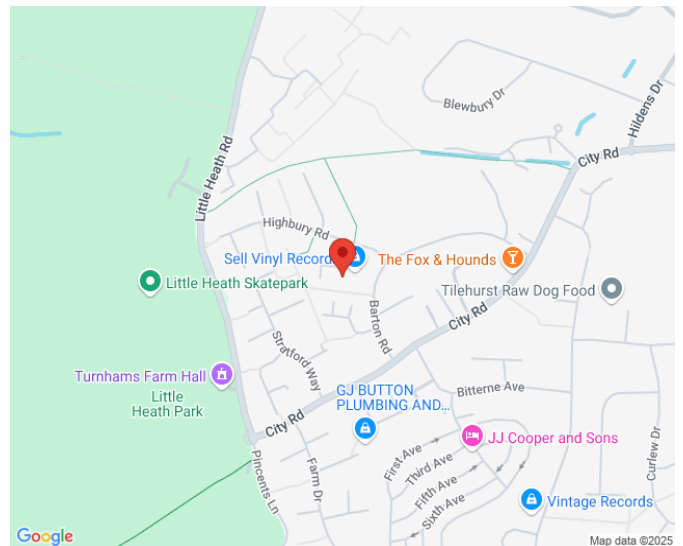 Blewbury Dr
Hildens Dr
City Rd
Little Heath Rd
Highbury Rd
Sell Vinyl Record
The Fox & Hounds
Little Heath Skatepark
Tilehurst Raw Dog Food
Barton Rd
City Rd
Stratford Way
Turnhams Farm Hall
Little
Heath Park
Bitterne Ave
GJ BUTTON
PLUMBING AND...
City Rd
JJ Cooper and Sons
First Ave
Third Ave
Fifth Ave
Sixth Ave
Curlew Dr
Pincents Ln
Farm Dr
Vintage Records
Google
Map data ©2025